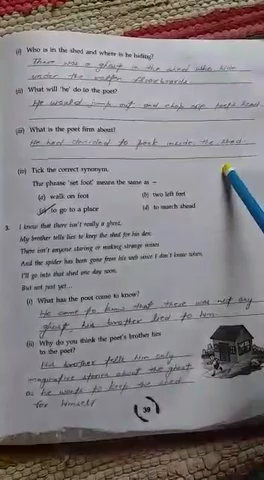 (i) Who is in the shed and where is he hiding?
There was a ghost in the shed who hide
under the rotten floorboards.
(ii) What will 'he' do to the poet?
He would jump out and chop off poet's head.
(iii) What is the poet firm about?
He had decided to peek inside the shed.
(iv) Tick the correct synonym.
The phrase 'set foot' means the same as –
(a) walk on foot (b) two left feet
(c) to go to a place (d) to march ahead
3. I know that there isn't really a ghost,
My brother tells lies to keep the shed for his den;
There isn't anyone staring or making strange noises
And the spider has been gone from his web since I don't know when.
I'll go into that shed one day soon,
But not just yet...
(i) What has the poet come to know?
He come to know that there was not any
ghost, his brother lied to him.
(ii) Why do you think the poet's brother lies
to the poet?
His brother tells him only
imaginative stories about the ghost
as he wants to keep the shed
for himself
39